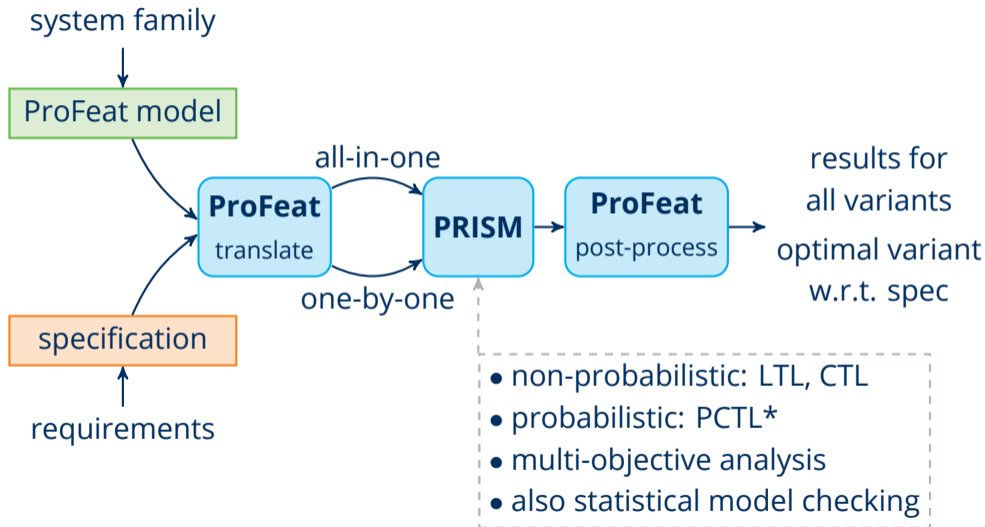 system family
ProFeat model
all-in-one
ProFeat
translate
PRISM
ProFeat
post-process
results for
all variants
optimal variant
w.r.t. spec
one-by-one
specification
requirements
• non-probabilistic: LTL, CTL
• probabilistic: PCTL*
• multi-objective analysis
• also statistical model checking